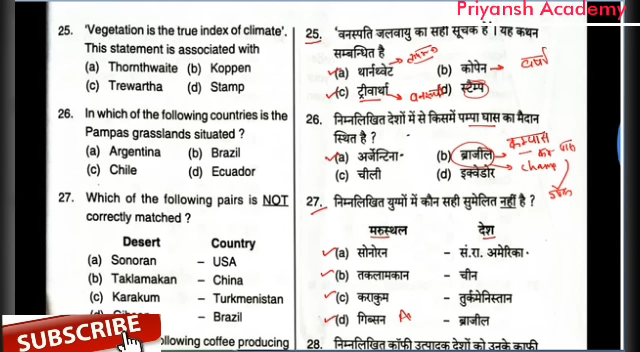 Priyansh Academy
25. 'Vegetation is the true index of climate'.
This statement is associated with
(a) Thornthwaite (b) Koppen
(c) Trewartha (d) Stamp
26. In which of the following countries is the
Pampas grasslands situated ?
(a) Argentina (b) Brazil
(c) Chile (d) Ecuador
27. Which of the following pairs is NOT
correctly matched ?
Desert Country
(a) Sonoran – USA
(b) Taklamakan – China
(c) Karakum – Turkmenistan
– Brazil
ollowing coffee producing
SUBSCRIBE
25. 'वनस्पति जलवायु का सही सूचक है' । यह कथन
सम्बन्धित है
(a) थार्नथ्वेट (b) कोपेन → वर्षा
(c) ट्रीवार्था (d) स्टैम्प
26. निम्नलिखित देशों में से किसमें पम्पा घास का मैदान
स्थित है ?
(a) अर्जेन्टिना (b) ब्राजील
(c) चीली (d) इक्वेडोर
27. निम्नलिखित युग्मों में कौन सही सुमेलित नहीं है ?
मरुस्थल देश
(a) सोनोरन – सं.रा. अमेरिका
(b) तकलामकान – चीन
(c) काराकुम – तुर्कमेनिस्तान
(d) गिब्सन – ब्राजील
28. निम्नलिखित कॉफी उत्पादक देशों को उनके काफी